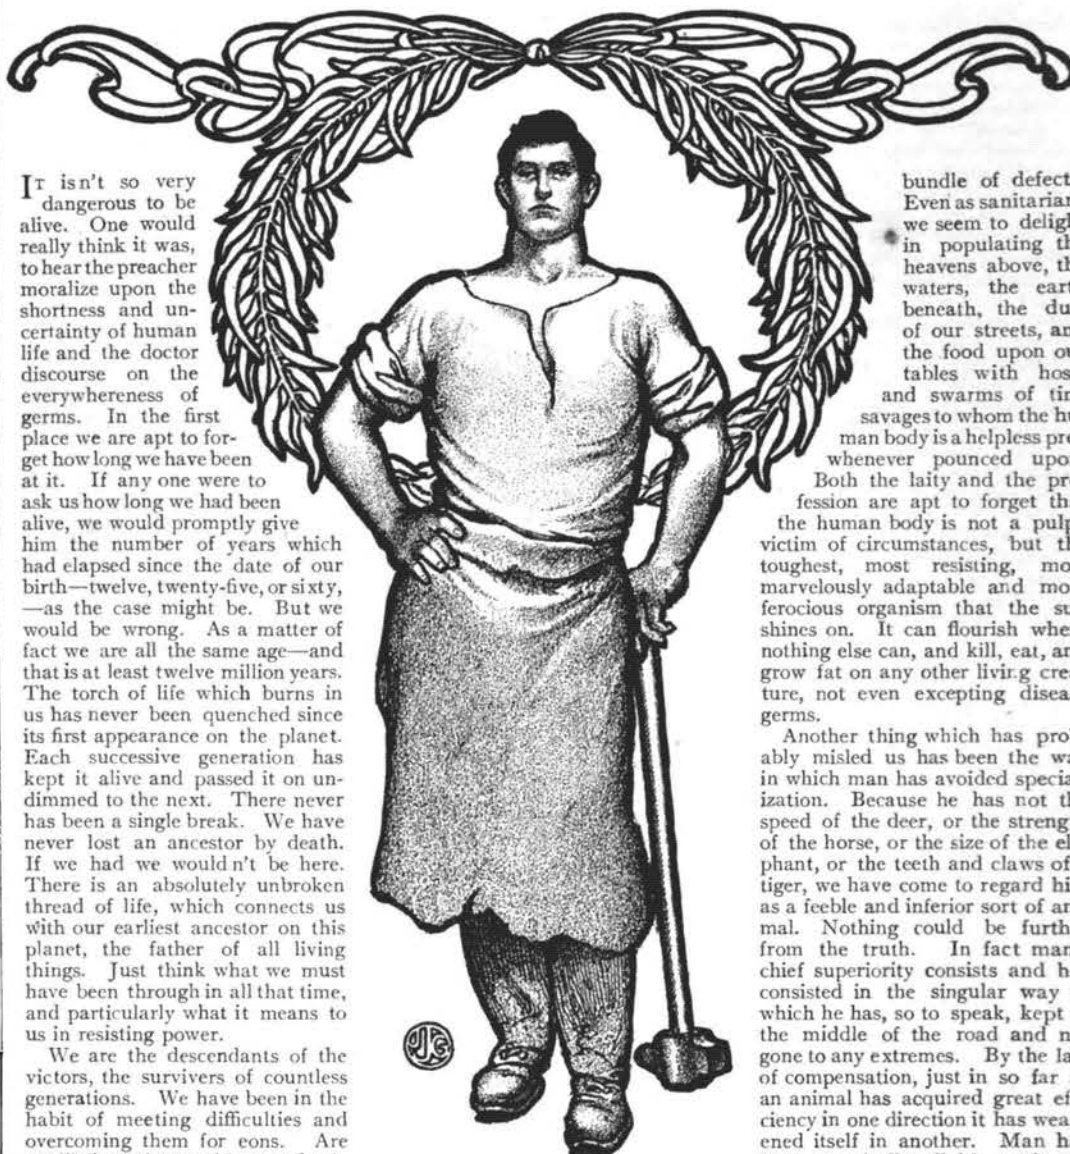 IT isn't so very
dangerous to be
alive. One would
really think it was,
to hear the preacher
moralize upon the
shortness and un-
certainty of human
life and the doctor
discourse on the
everywhereness of
germs. In the first
place we are apt to for-
get how long we have been
at it. If any one were to
ask us how long we had been
alive, we would promptly give
him the number of years which
had elapsed since the date of our
birth—twelve, twenty-five, or sixty,
—as the case might be. But we
would be wrong. As a matter of
fact we are all the same age—and
that is at least twelve million years.
The torch of life which burns in
us has never been quenched since
its first appearance on the planet.
Each successive generation has
kept it alive and passed it on un-
dimmed to the next. There never
has been a single break. We have
never lost an ancestor by death.
If we had we would n't be here.
There is an absolutely unbroken
thread of life, which connects us
with our earliest ancestor on this
planet, the father of all living
things. Just think what we must
have been through in all that time,
and particularly what it means to
us in resisting power.
We are the descendants of the
victors, the survivers of countless
generations. We have been in the
habit of meeting difficulties and
overcoming them for eons. Are
bundle of defect
Even as sanitarian
we seem to deligh
in populating th
heavens above, th
waters, the eart
beneath, the du
of our streets, an
the food upon ou
tables with hos
and swarms of tin
savages to whom the hu
man body is a helpless pre
whenever pounced upo
Both the laity and the pr
fession are apt to forget th
the human body is not a pulp
victim of circumstances, but th
toughest, most resisting, mo
marvelously adaptable and mo
ferocious organism that the su
shines on. It can flourish whe
nothing else can, and kill, eat, an
grow fat on any other living cre
ture, not even excepting disea
germs.
Another thing which has pro
ably misled us has been the wa
in which man has avoided specia
ization. Because he has not th
speed of the deer, or the streng
of the horse, or the size of the el
phant, or the teeth and claws of
tiger, we have come to regard hi
as a feeble and inferior sort of an
mal. Nothing could be furth
from the truth. In fact man
chief superiority consists and h
consisted in the singular way
which he has, so to speak, kept
the middle of the road and n
gone to any extremes. By the la
of compensation, just in so far
an animal has acquired great ef
ciency in one direction it has wea
ened itself in another. Man h